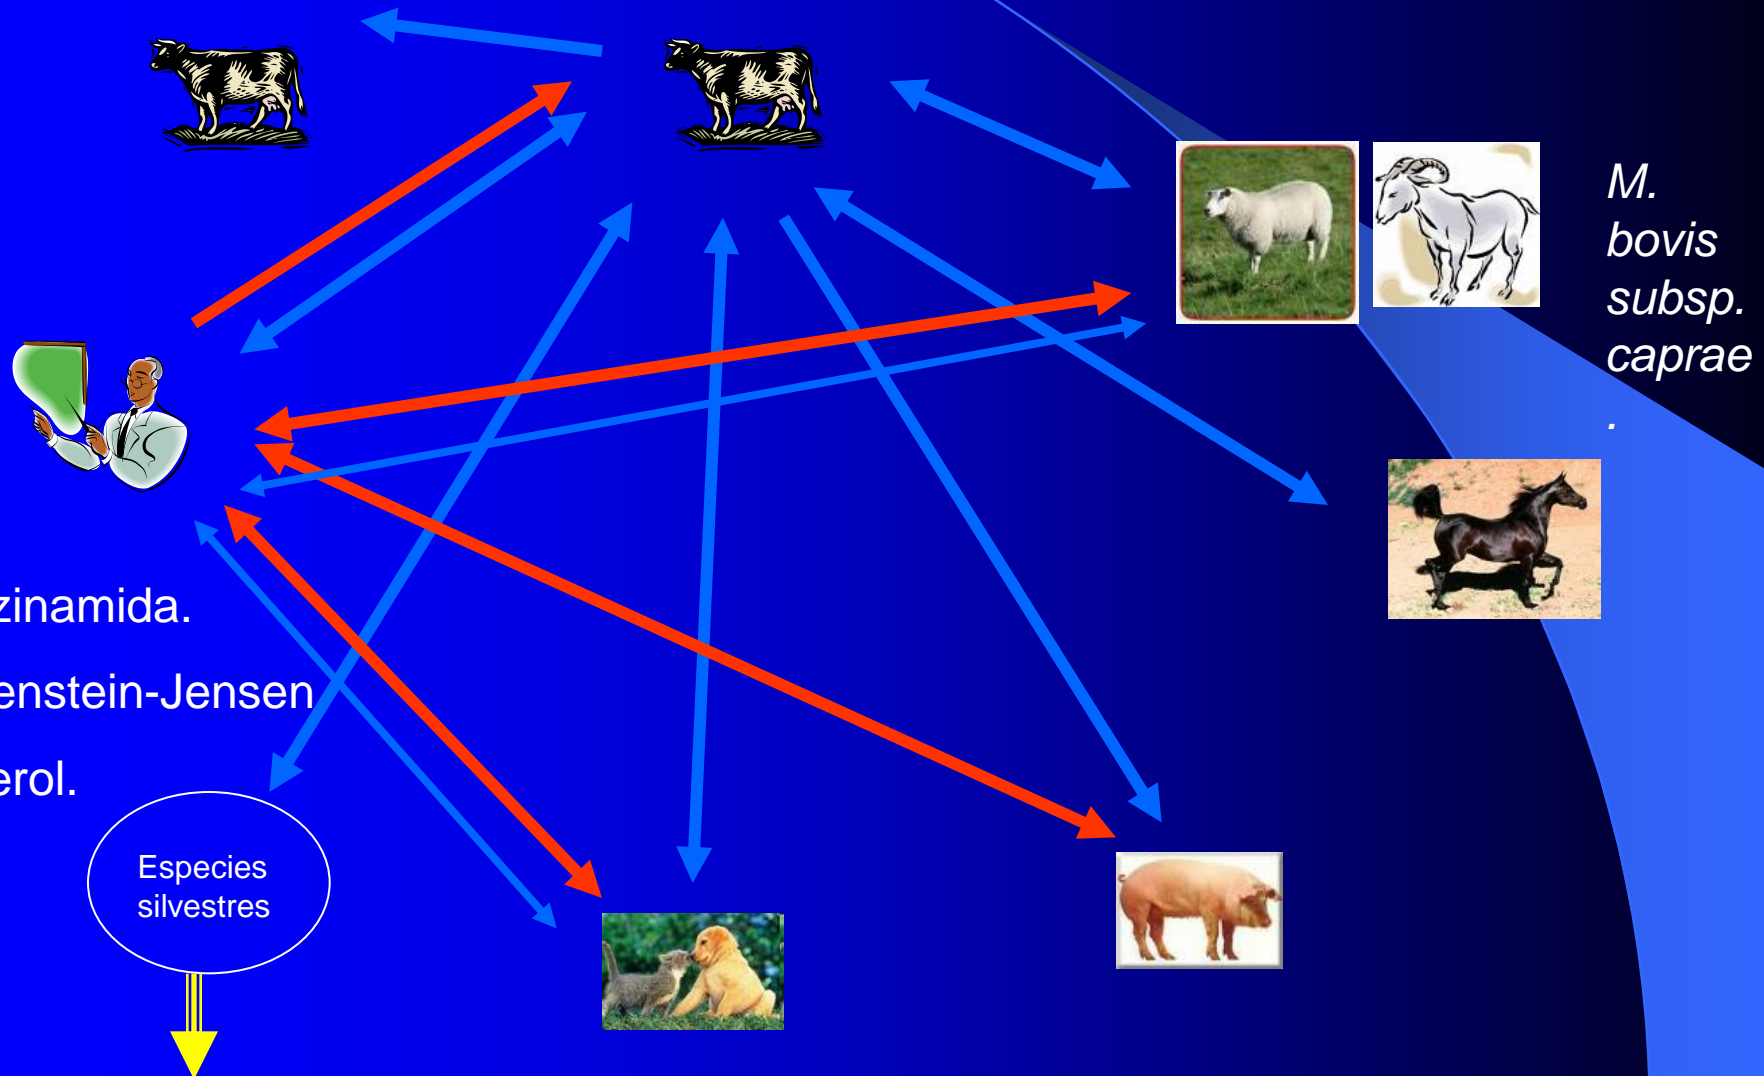 M.
bovis
subsp.
caprae
.
zinamida.
enstein-Jensen
erol.
Especies
silvestres